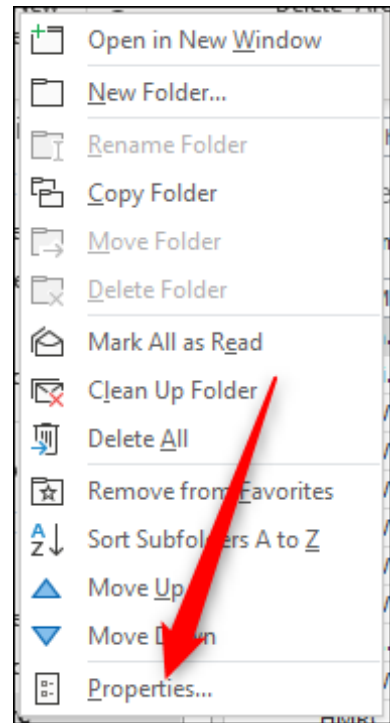 Open in New Window
New Folder...
Rename Folder
Copy Folder
Move Folder
Delete Folder
Mark All as Read
Clean Up Folder
Delete All
Remove from Favorites
Sort Subfolders A to Z
Move Up
Move Down
Properties...